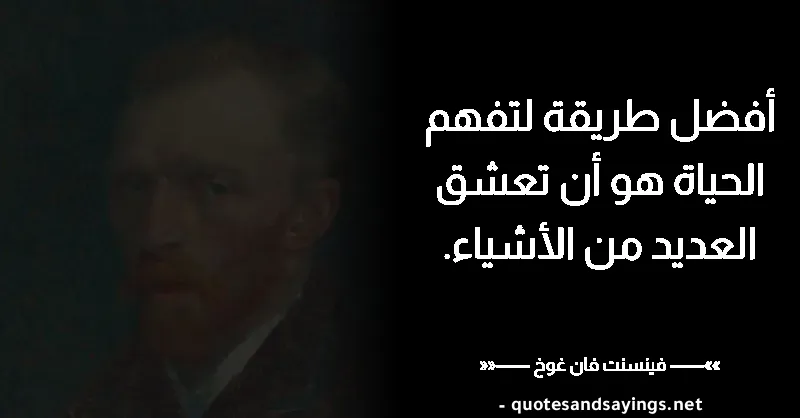 أفضل طريقة لتفهم
الحياة هو أن تعشق
العديد من الأشياء.
»—— فينسنت فان غوخ ——»»
- quotesandsayings.net